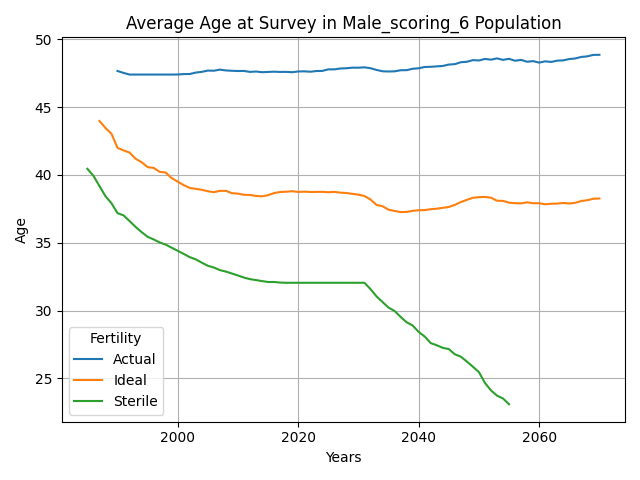 Average Age at Survey in Male_scoring_6 Population
50
45
40
35
30
25
Age
Fertility
Actual
Ideal
Sterile
2000
2020
2040
2060
Years